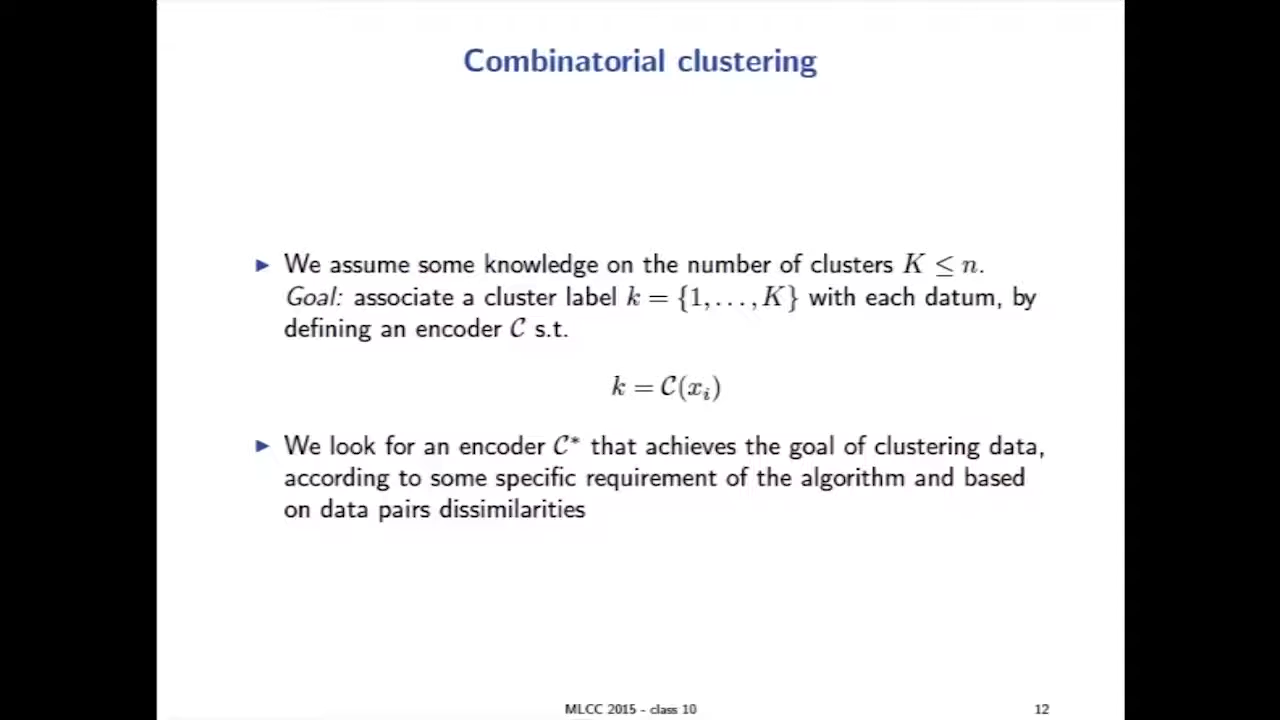 Combinatorial clustering
► We assume some knowledge on the number of clusters K ≤ n.
Goal: associate a cluster label k = {1, . . . , K} with each datum, by
defining an encoder C s.t.
k = C(xᵢ)
► We look for an encoder C* that achieves the goal of clustering data,
according to some specific requirement of the algorithm and based
on data pairs dissimilarities
MLCC 2015 - class 10
12